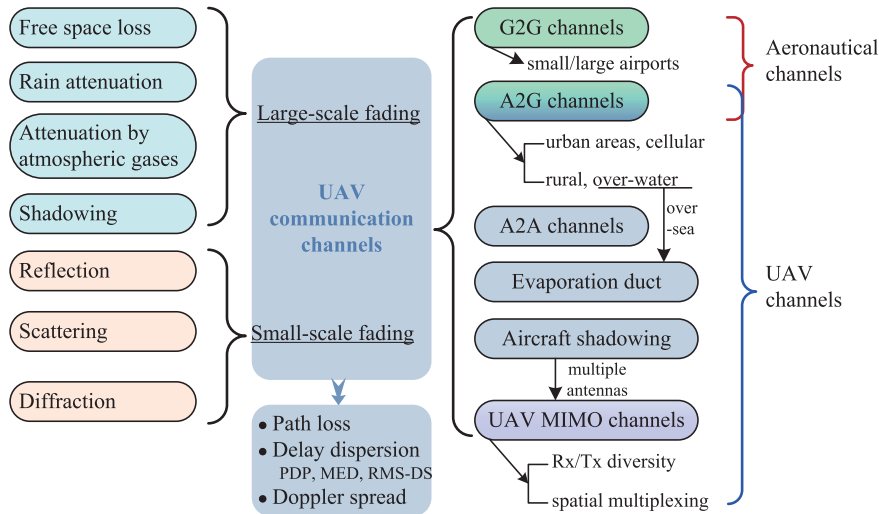 Free space loss
Rain attenuation
Attenuation by
atmospheric gases
Shadowing
Reflection
Scattering
Diffraction
Large-scale fading
UAV
communication
channels
Small-scale fading
• Path loss
• Delay dispersion
PDP, MED, RMS-DS
• Doppler spread
G2G channels
small/large airports
A2G channels
urban areas, cellular
rural, over-water
over
-sea
A2A channels
Evaporation duct
Aircraft shadowing
multiple
antennas
UAV MIMO channels
Rx/Tx diversity
spatial multiplexing
Aeronautical
channels
UAV
channels